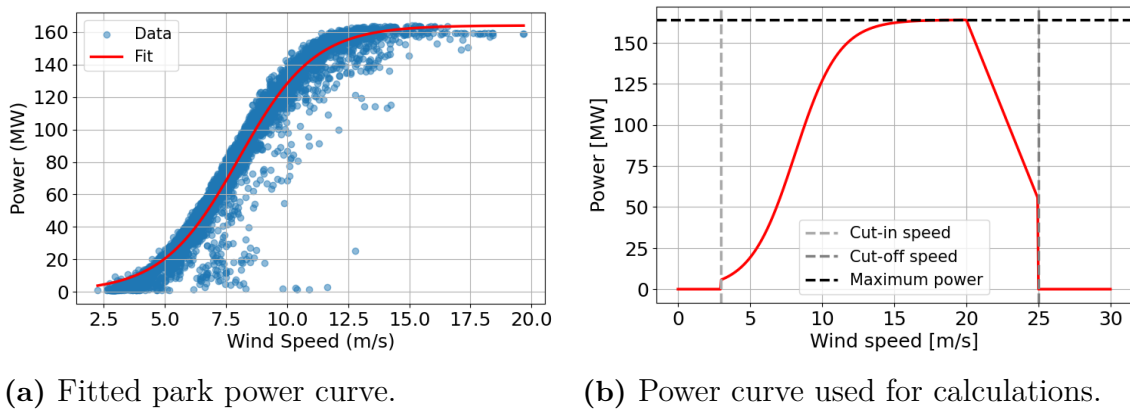 160
140
120
100
80
60
40
20
0
Power (MW)
Data
Fit
2.5 5.0 7.5 10.0 12.5 15.0 17.5 20.0
Wind Speed (m/s)
(a) Fitted park power curve.
150
125
100
75
50
25
0
Power [MW]
Cut-in speed
Cut-off speed
Maximum power
0 5 10 15 20 25 30
Wind speed [m/s]
(b) Power curve used for calculations.